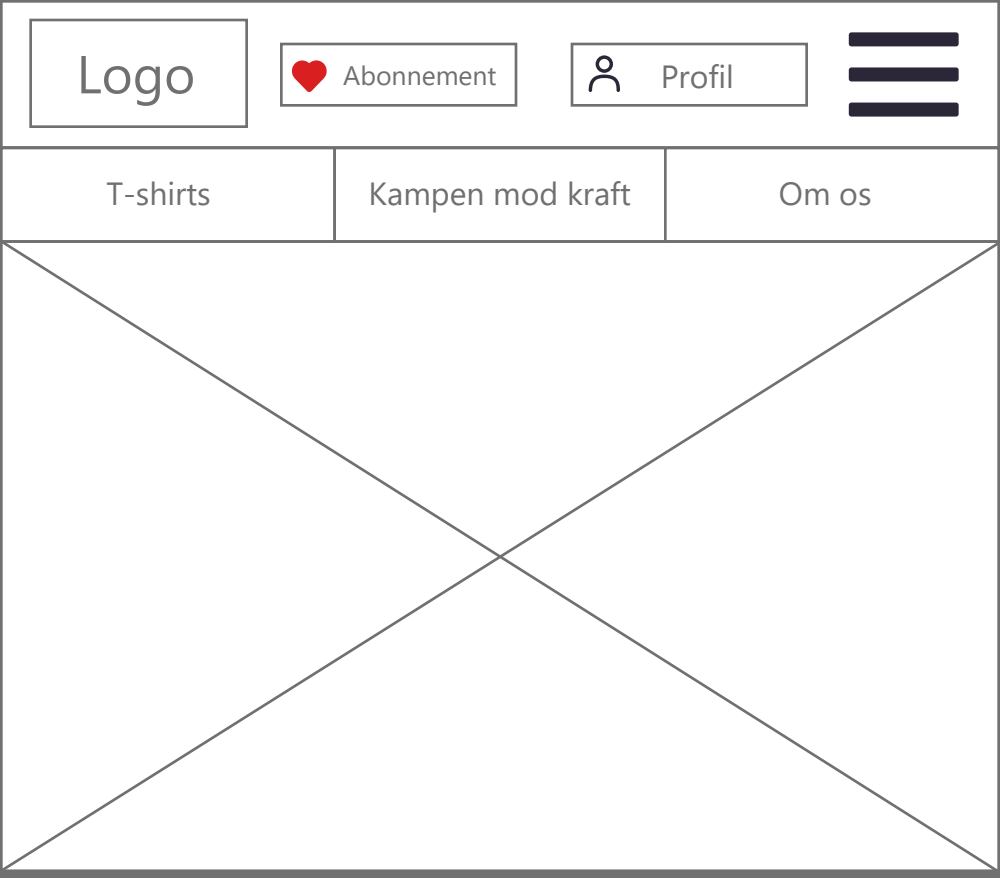 Logo
Abonnement
Profil
T-shirts
Kampen mod kraft
Om os